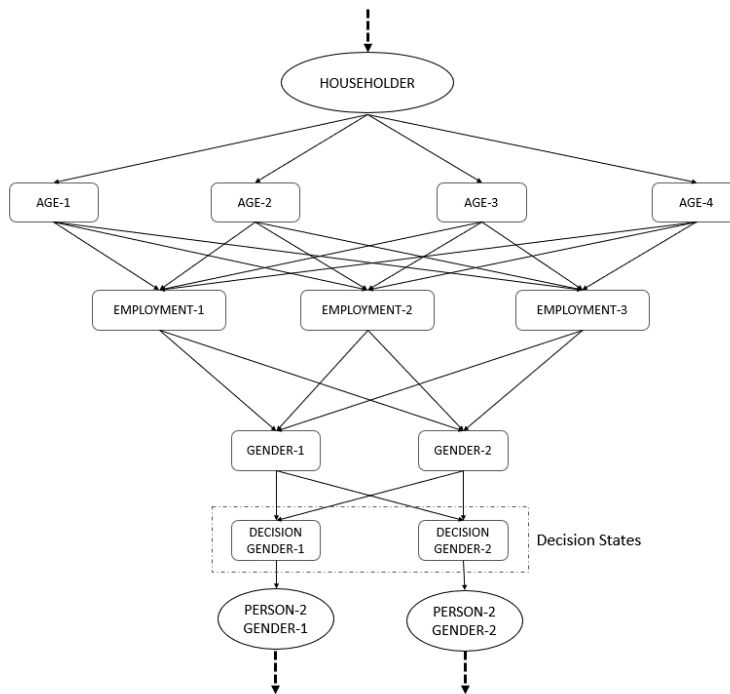 HOUSEHOLDER
AGE-1
AGE-2
AGE-3
AGE-4
EMPLOYMENT-1
EMPLOYMENT-2
EMPLOYMENT-3
GENDER-1
GENDER-2
DECISION
GENDER-1
DECISION
GENDER-2
Decision States
PERSON-2
GENDER-1
PERSON-2
GENDER-2